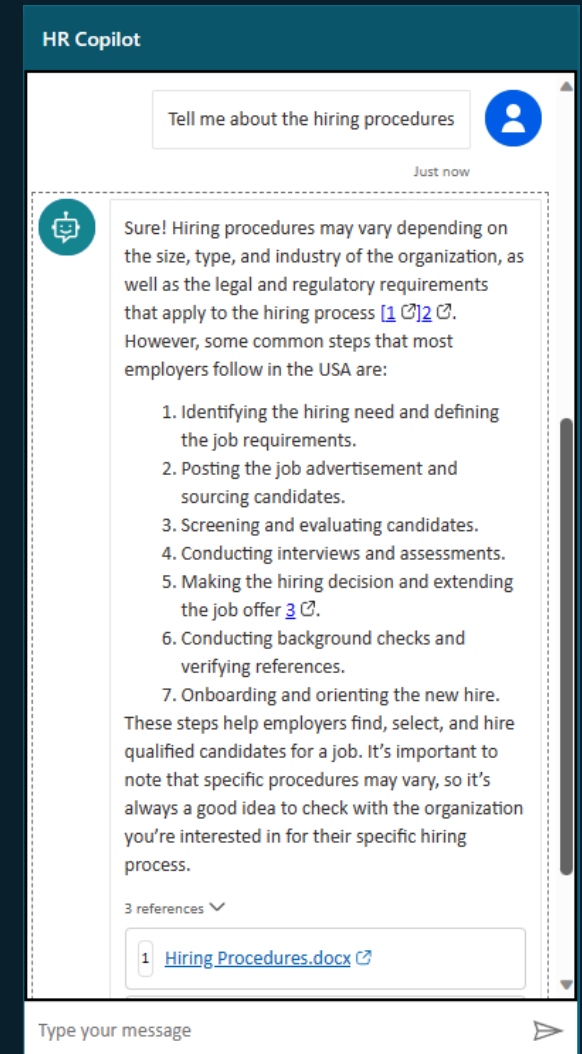 HR Copilot
Tell me about the hiring procedures
Just now
Sure! Hiring procedures may vary depending on
the size, type, and industry of the organization, as
well as the legal and regulatory requirements
that apply to the hiring process [1]2.
However, some common steps that most
employers follow in the USA are:
1. Identifying the hiring need and defining
the job requirements.
2. Posting the job advertisement and
sourcing candidates.
3. Screening and evaluating candidates.
4. Conducting interviews and assessments.
5. Making the hiring decision and extending
the job offer 3.
6. Conducting background checks and
verifying references.
7. Onboarding and orienting the new hire.
These steps help employers find, select, and hire
qualified candidates for a job. It’s important to
note that specific procedures may vary, so it’s
always a good idea to check with the organization
you’re interested in for their specific hiring
process.
3 references
1 Hiring Procedures.docx
Type your message